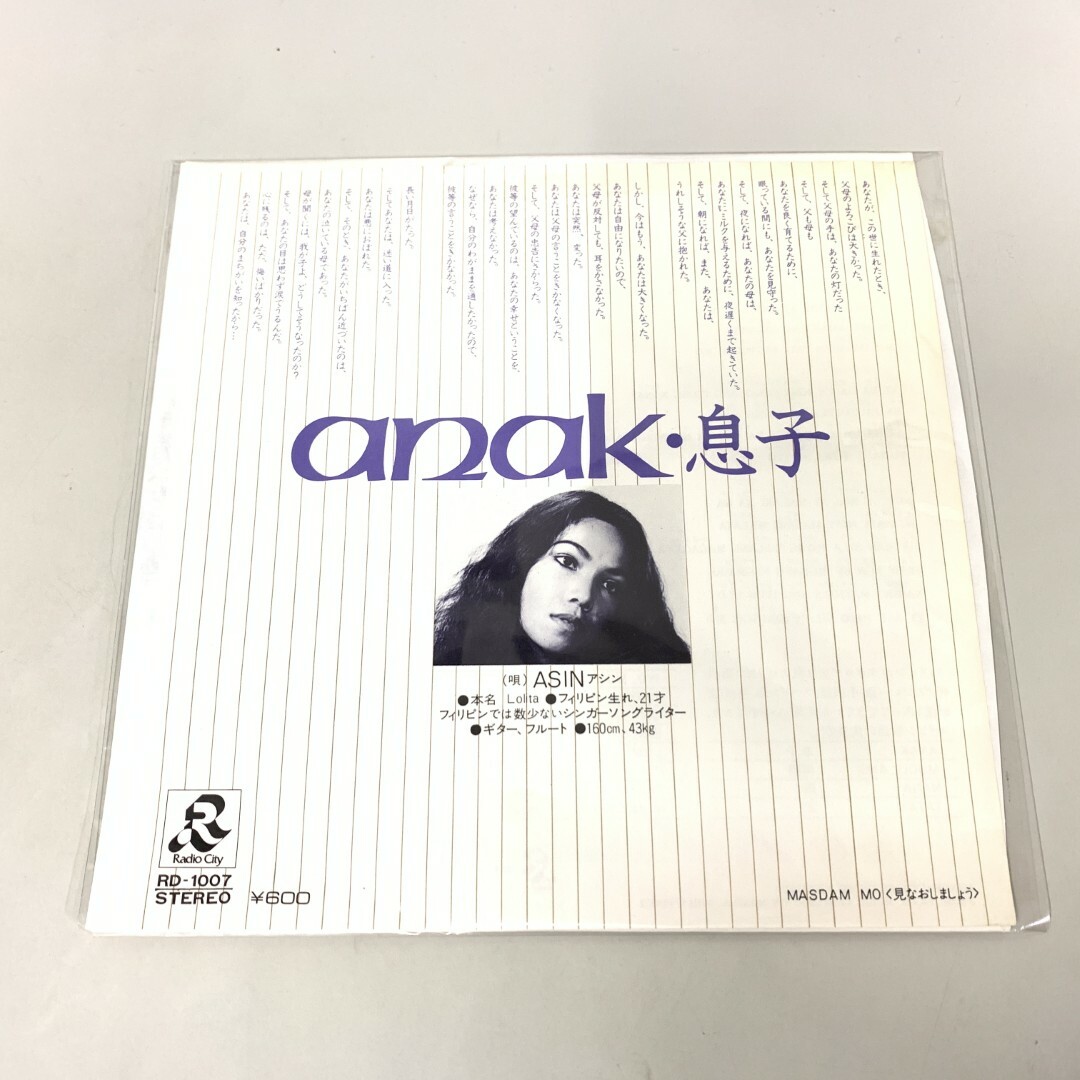 あなたが、この世に生れたとき、
父母のよろこびは大きかった。
そして父母の手は、あなたの灯だった
そして、父も母も
あなたを良く育てるために、
眠っている間にも、あなたを見守った。
そして、夜になれば、あなたの母は、
あなたにミルクを与えるために、夜遅くまで起きていた。
そして、朝になれば、また、あなたは、
うれしそうな父に抱かれた。
しかし、今はもう、あなたは大きくなった。
あなたは自由になりたいので、
父母が反対しても、耳をかさなかった。
あなたは突然、変った。
あなたは父母の言うことをきかなくなった。
そして、父母の忠告にさからった。
彼等の望んでいるのは、あなたの幸せということを、
あなたは考えなかった。
なぜなら、自分のわがままを通したかったので、
彼等の言うことをきかなかった。
長い月日がたった。
そしてあなたは、迷い道に入った、
あなたは悪におぼれた。
そして、そのとき、あなたがいちばん近づいたのは、
あなたの泣いている母であった。
母が聞いた、我が子よ、どうしてそうなったのか?
そして、あなたの目は思わず涙でうるんだ。
心に残るのは、ただ、悔いばかりだった。
あなたは、自分のまちがいを知ったから…
anak・息子
(唄) ASIN アシン
●本名 Lolita ●フィリピン生れ、21才
フィリピンでは数少ないシンガーソングライター
●ギター、フルート ●160cm、43kg
R
Radio City
RD-1007
STEREO ¥600
MASDAM MO〈見なおしましょう〉